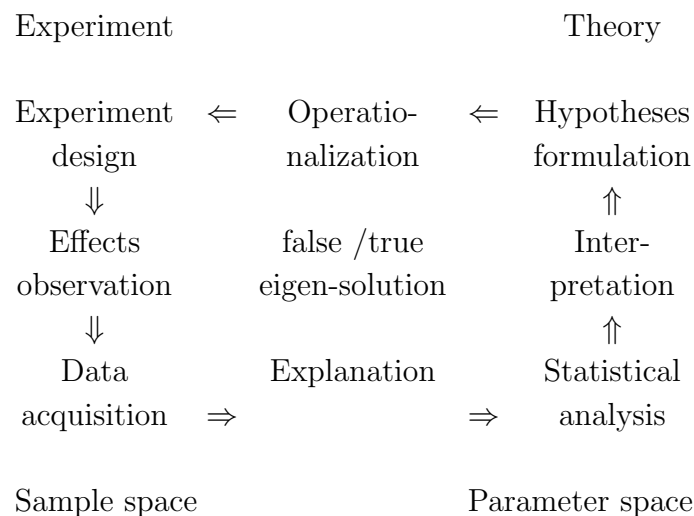 Experiment Theory
Experiment ⇐ Operatio- ⇐ Hypotheses
design nalization formulation
⇓ ⇑
Effects false /true Inter-
observation eigen-solution pretation
⇓ ⇑
Data Explanation Statistical
acquisition ⇒ ⇒ analysis
Sample space Parameter space